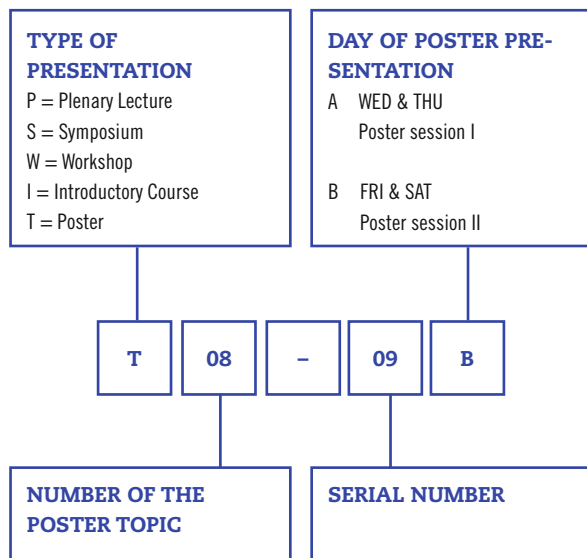 TYPE OF
PRESENTATION
P = Plenary Lecture
S = Symposium
W = Workshop
I = Introductory Course
T = Poster
DAY OF POSTER PRE-
SENTATION
A WED & THU
Poster session I
B FRI & SAT
Poster session II
T 08 – 09 B
NUMBER OF THE
POSTER TOPIC
SERIAL NUMBER